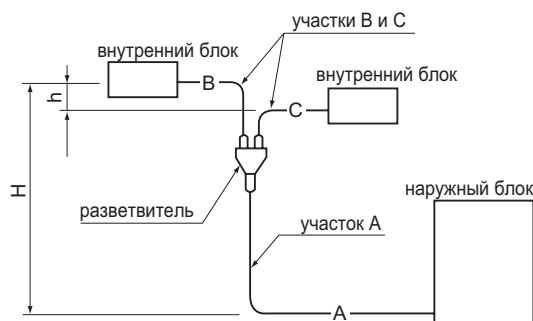 участки B и C
внутренний блок
B
внутренний блок
h
C
H
наружный блок
разветвитель
участок A
A